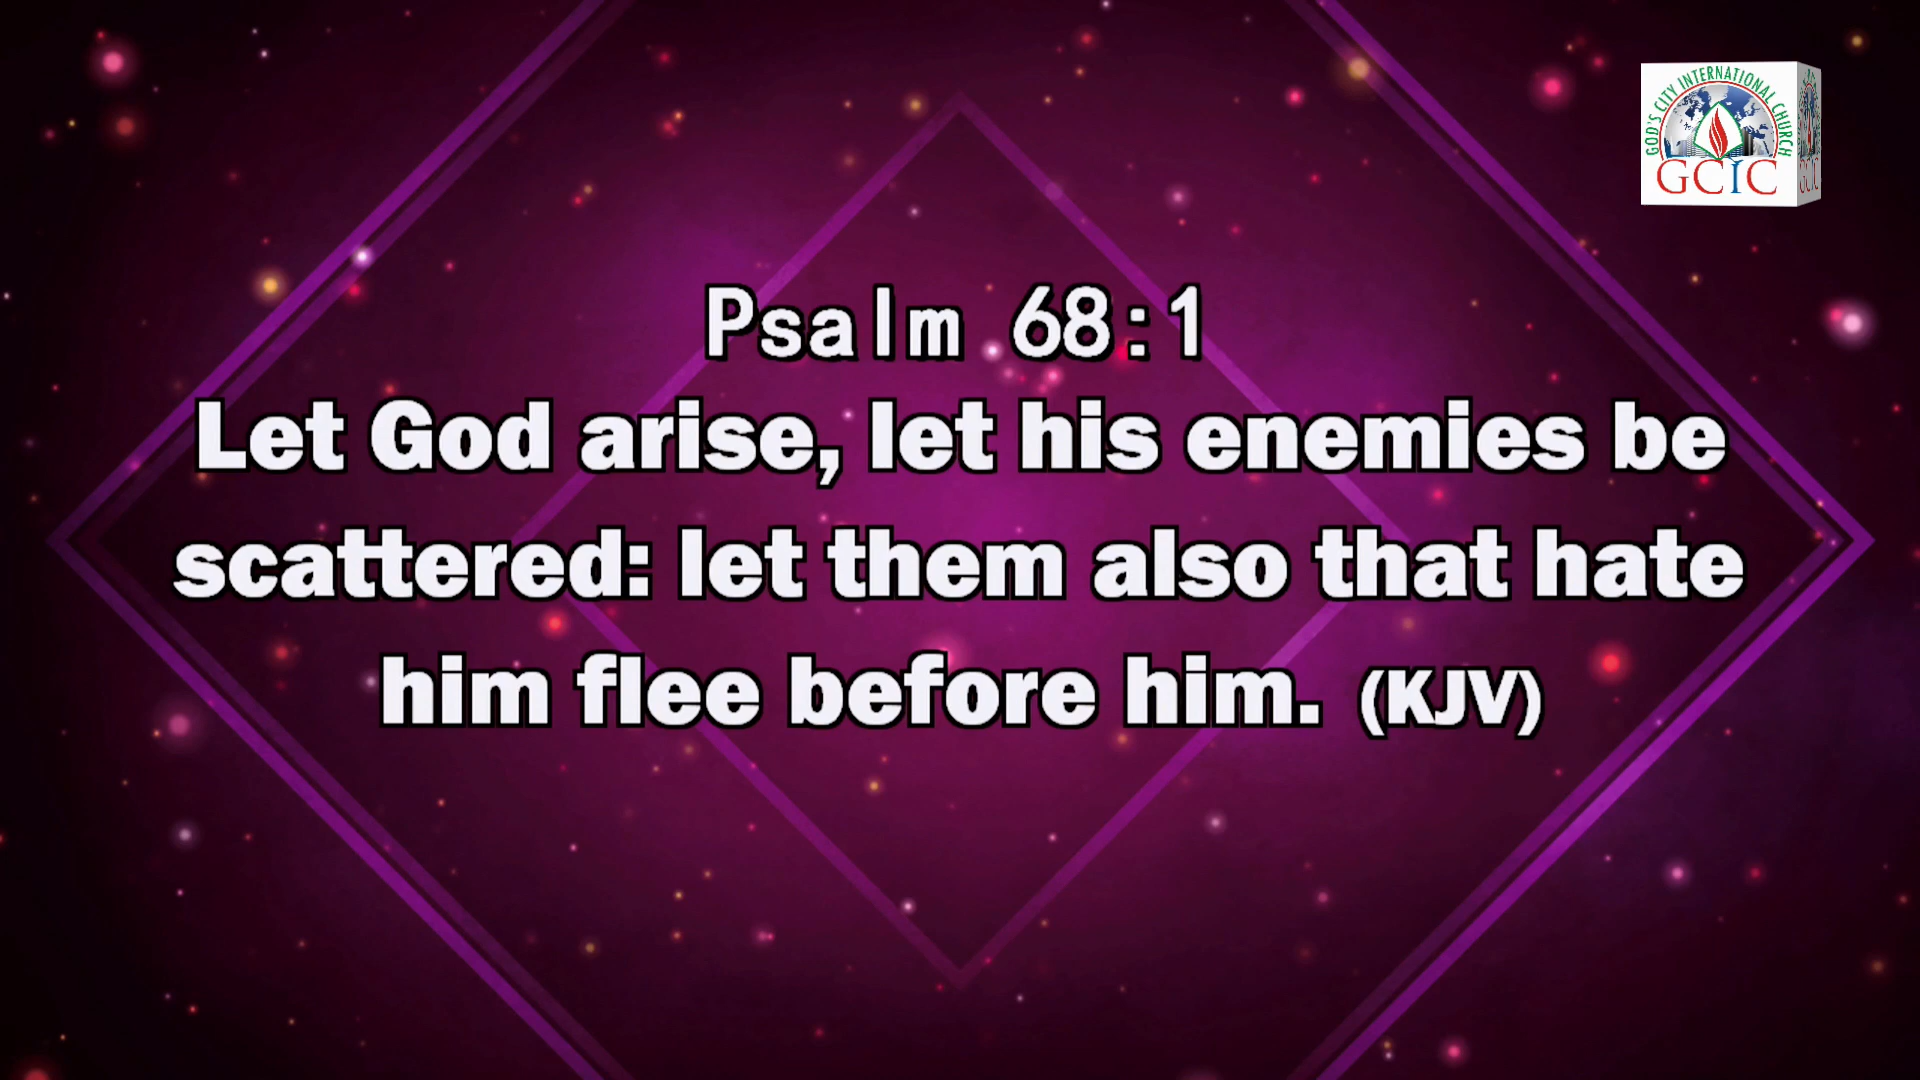 GOD'S CITY INTERNATIONAL CHURCH
GCIC
GCIC
Psalm 68:1
Let God arise, let his enemies be
scattered: let them also that hate
him flee before him. (KJV)